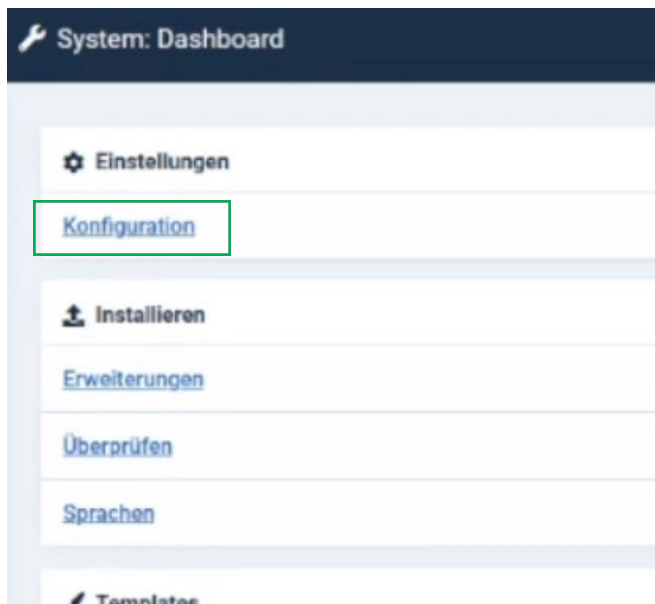 System: Dashboard
Einstellungen
Konfiguration
Installieren
Erweiterungen
Überprüfen
Sprachen
Templates